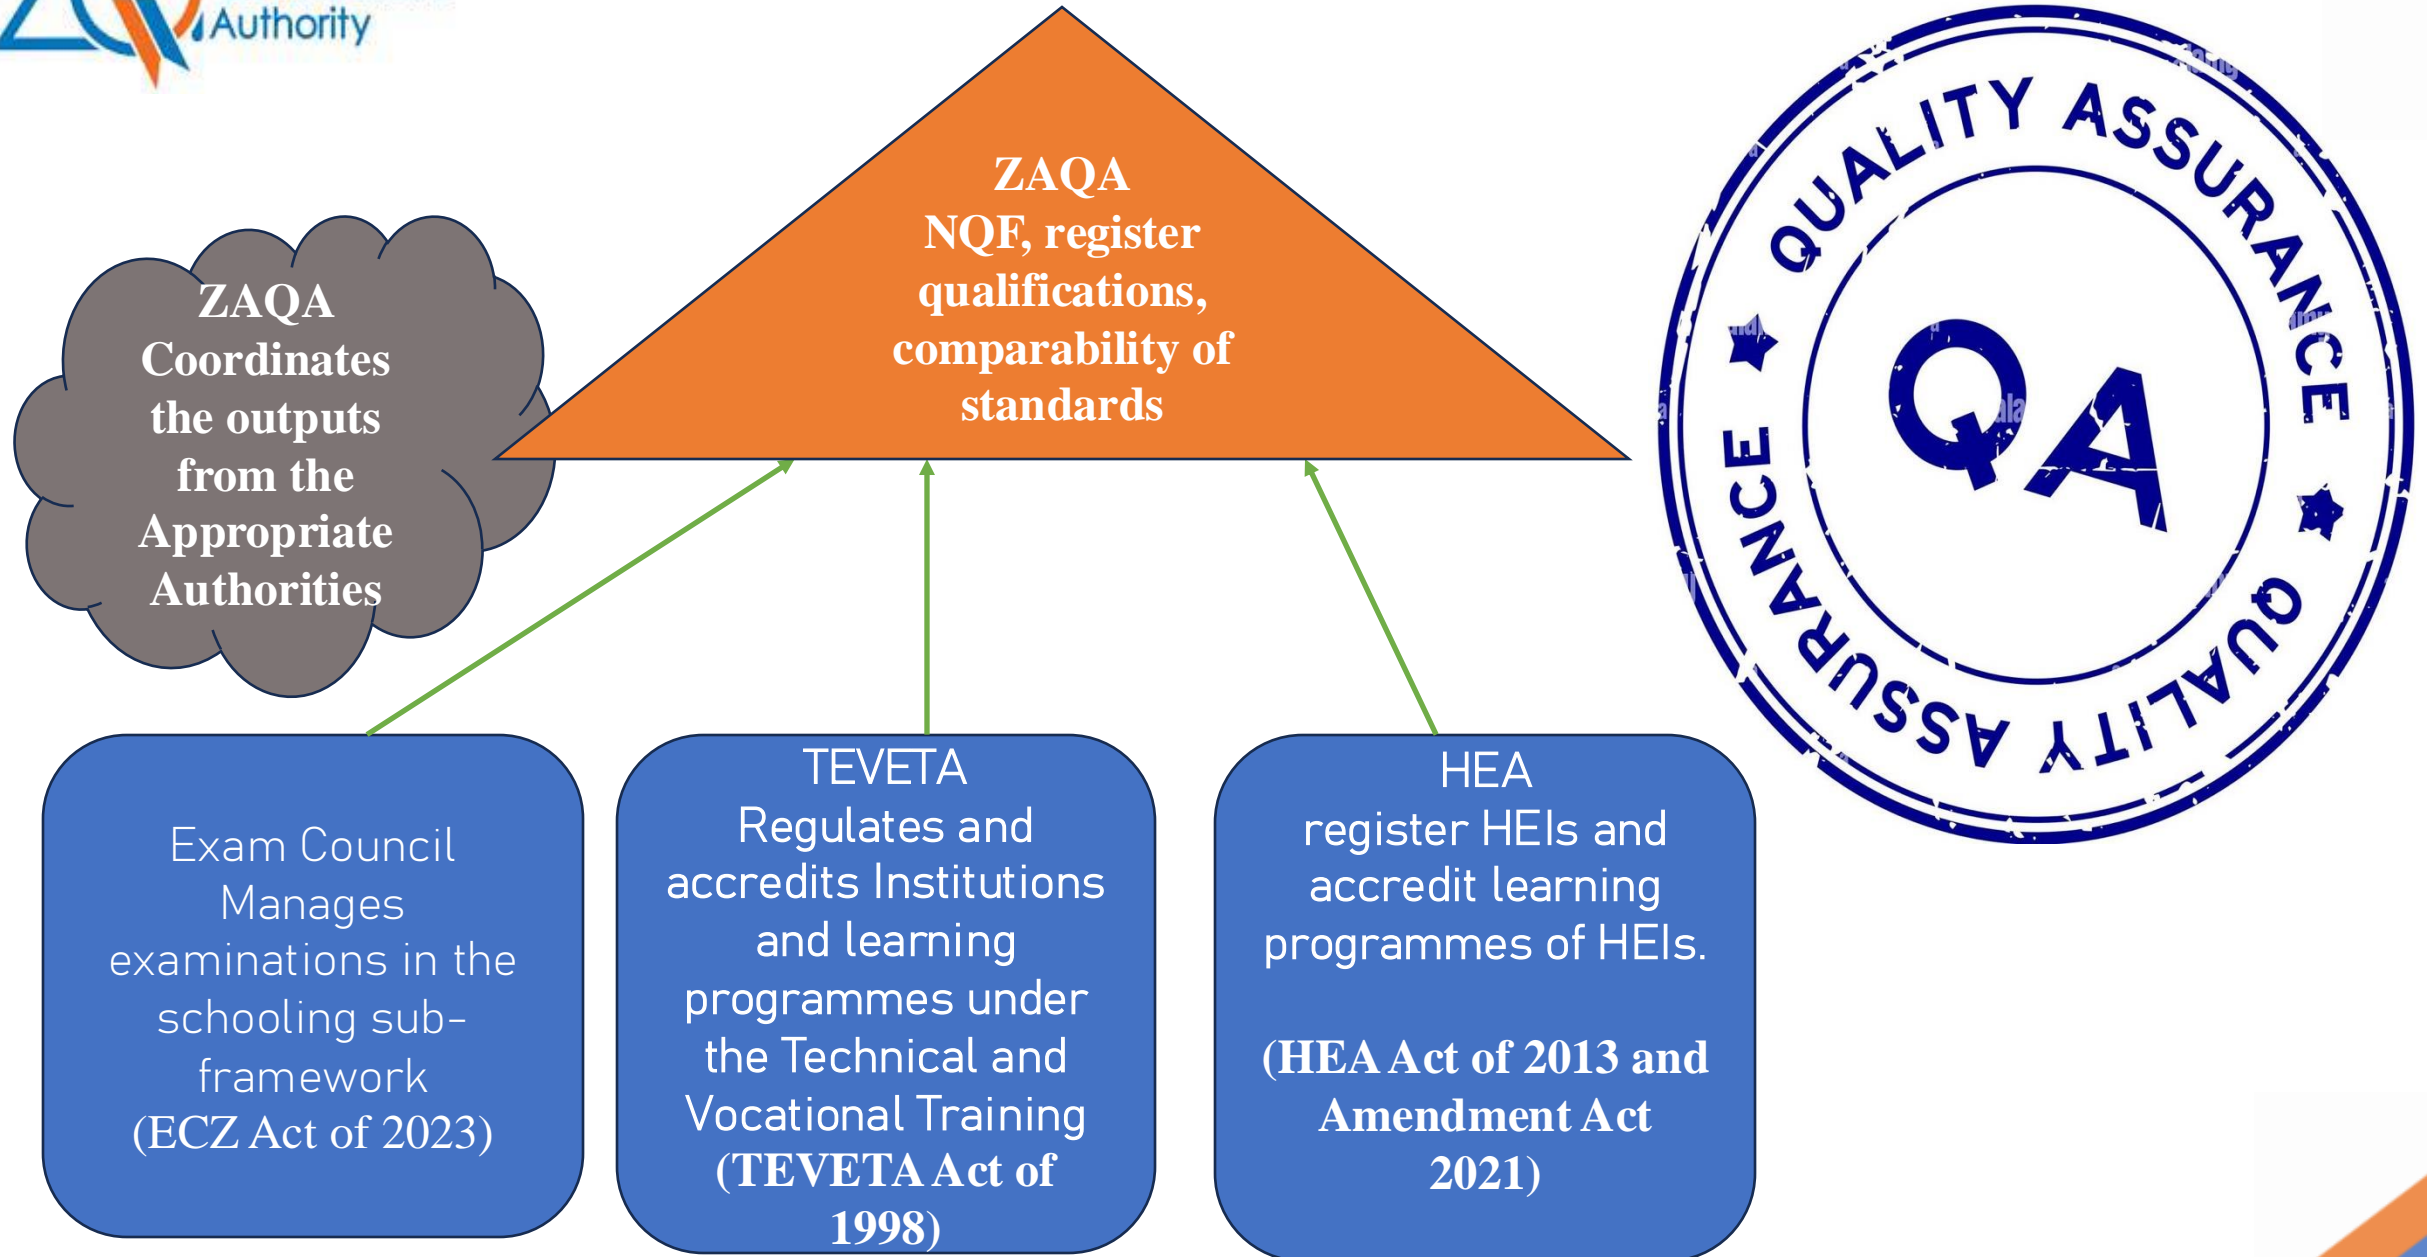 Authority
ZAQA
NQF, register
qualifications,
comparability of
standards
ZAQA
Coordinates
the outputs
from the
Appropriate
Authorities
QUALITY ASSURANCE
QA
QUALITY ASSURANCE
Exam Council
Manages
examinations in the
schooling sub-
framework
(ECZ Act of 2023)
TEVETA
Regulates and
accredits Institutions
and learning
programmes under
the Technical and
Vocational Training
(TEVETA Act of
1998)
HEA
register HEIs and
accredit learning
programmes of HEIs.
(HEA Act of 2013 and
Amendment Act
2021)